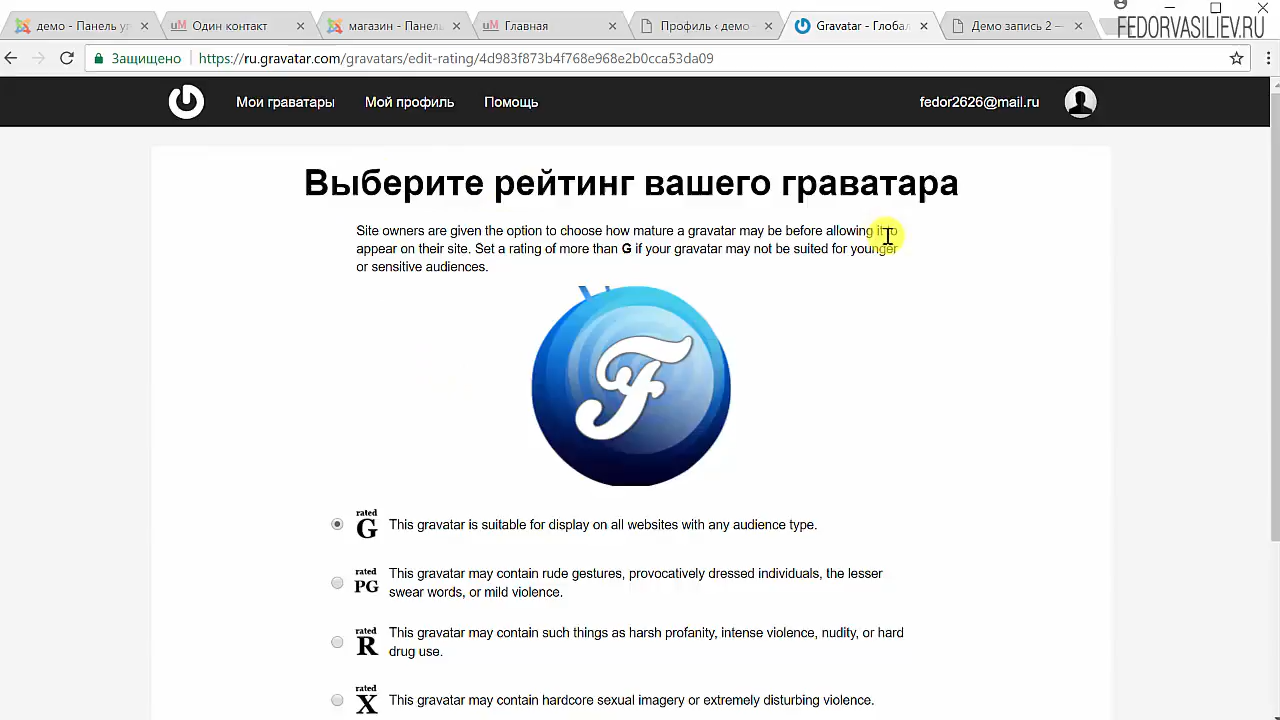 демо - Панель уп
Один контакт
магазин - Панель
Главная
Профиль ‹ демо
Gravatar - Глобал
Демо запись 2 —
FEDORVASILIEV.RU
Защищено
https://ru.gravatar.com/gravatars/edit-rating/4d983f873b4f768e968e2b0cca53da09
Мои граватары Мой профиль Помощь fedor2626@mail.ru
Выберите рейтинг вашего граватара
Site owners are given the option to choose how mature a gravatar may be before allowing it to
appear on their site. Set a rating of more than G if your gravatar may not be suited for younger
or sensitive audiences.
F
rated
G This gravatar is suitable for display on all websites with any audience type.
rated
PG This gravatar may contain rude gestures, provocatively dressed individuals, the lesser
swear words, or mild violence.
rated
R This gravatar may contain such things as harsh profanity, intense violence, nudity, or hard
drug use.
rated
X This gravatar may contain hardcore sexual imagery or extremely disturbing violence.